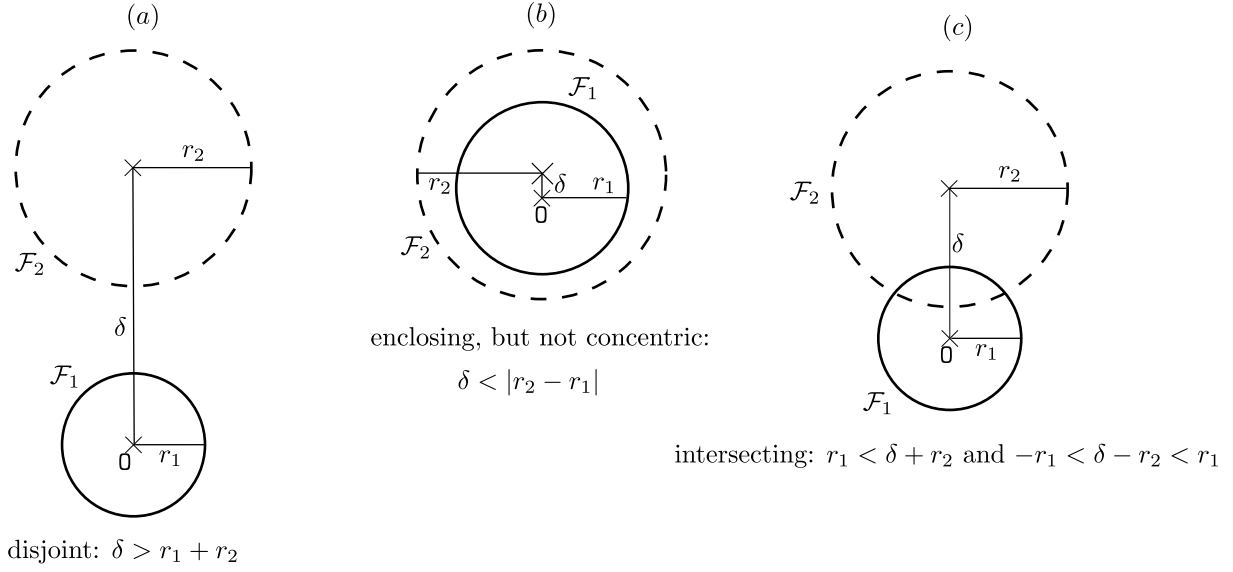 (a)
r₂
ℱ₂
δ
ℱ₁
0
r₁
disjoint: δ > r₁ + r₂
(b)
ℱ₁
r₂
δ
r₁
0
ℱ₂
enclosing, but not concentric:
δ < |r₂ − r₁|
(c)
r₂
ℱ₂
δ
0
r₁
ℱ₁
intersecting: r₁ < δ + r₂ and −r₁ < δ − r₂ < r₁